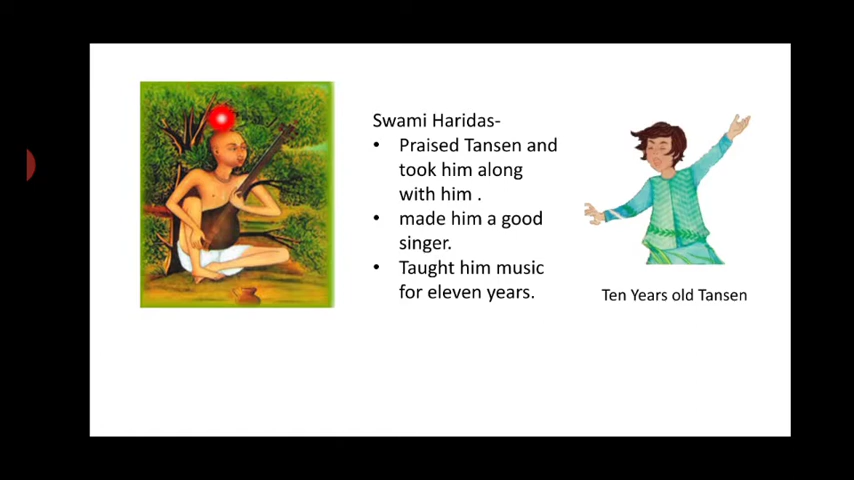 Swami Haridas-
• Praised Tansen and
took him along
with him .
• made him a good
singer.
• Taught him music
for eleven years.
Ten Years old Tansen